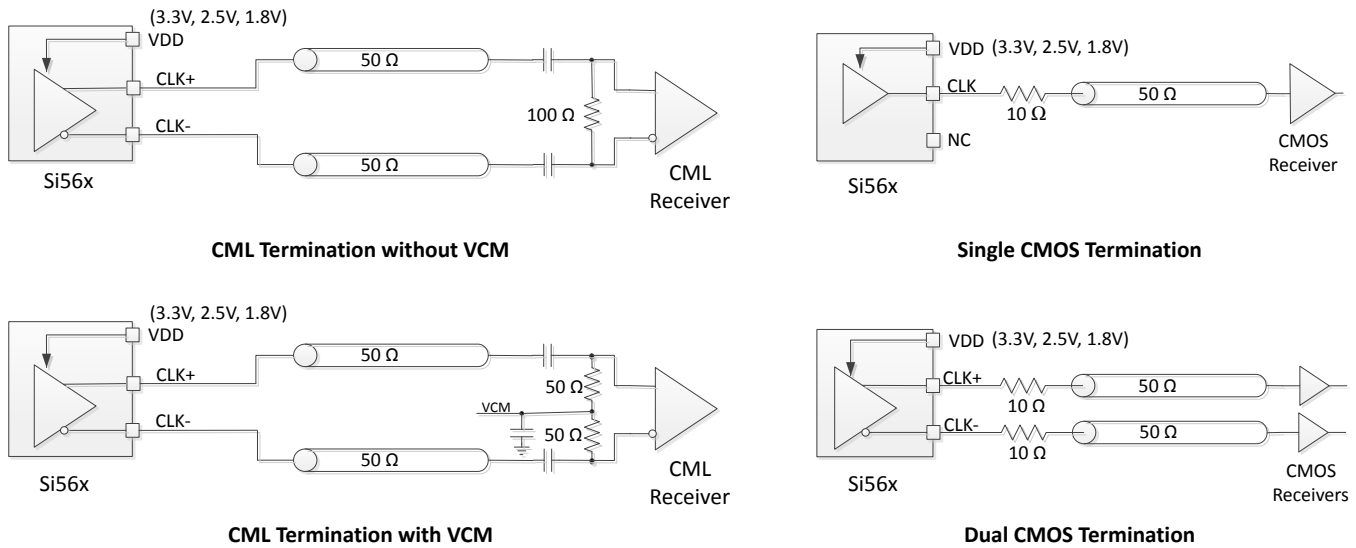 (3.3V, 2.5V, 1.8V)
VDD
CLK+
CLK-
50 Ω
50 Ω
100 Ω
CML
Receiver
Si56x
CML Termination without VCM
VDD (3.3V, 2.5V, 1.8V)
CLK
10 Ω
50 Ω
NC
CMOS
Receiver
Si56x
Single CMOS Termination
(3.3V, 2.5V, 1.8V)
VDD
CLK+
CLK-
50 Ω
50 Ω
VCM
50 Ω
50 Ω
CML
Receiver
Si56x
CML Termination with VCM
VDD (3.3V, 2.5V, 1.8V)
CLK+
10 Ω
50 Ω
CLK-
10 Ω
50 Ω
CMOS
Receivers
Si56x
Dual CMOS Termination